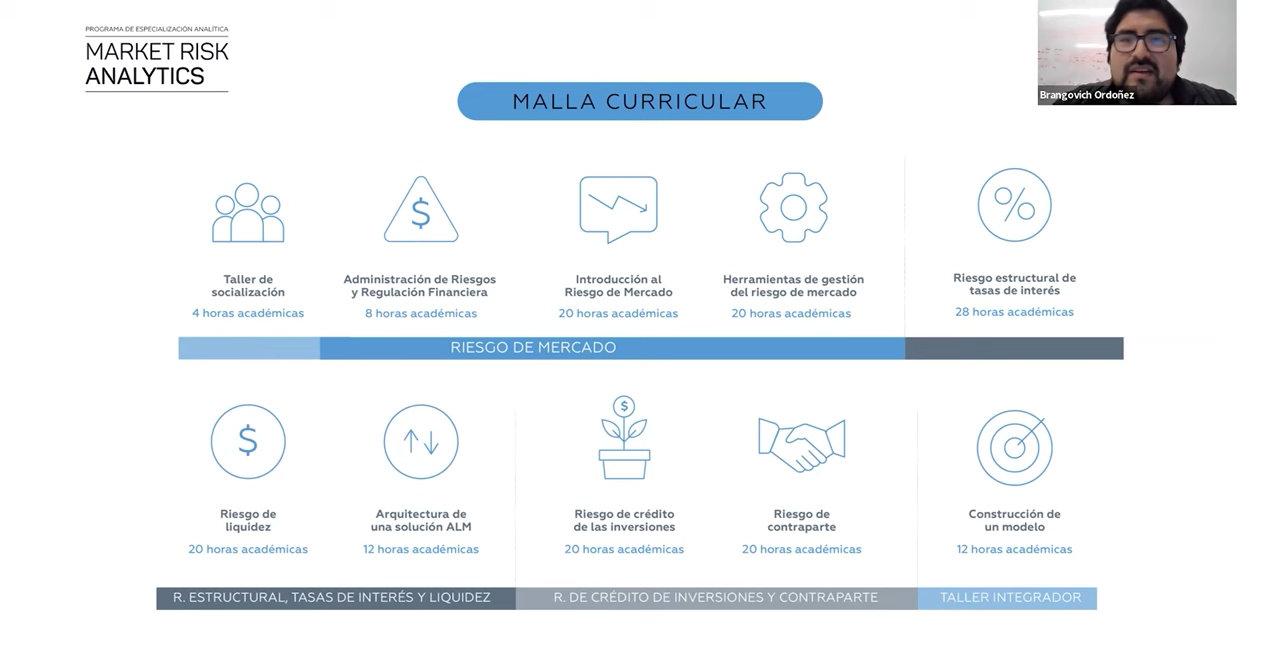 PROGRAMA DE ESPECIALIZACIÓN ANALÍTICA
MARKET RISK
ANALYTICS
Brangovich Ordoñez
MALLA CURRICULAR
Taller de
socialización
4 horas académicas
Administración de Riesgos
y Regulación Financiera
8 horas académicas
Introducción al
Riesgo de Mercado
20 horas académicas
Herramientas de gestión
del riesgo de mercado
20 horas académicas
Riesgo estructural de
tasas de interés
28 horas académicas
RIESGO DE MERCADO
Riesgo de
liquidez
20 horas académicas
Arquitectura de
una solución ALM
12 horas académicas
Riesgo de crédito
de las inversiones
20 horas académicas
Riesgo de
contraparte
20 horas académicas
Construcción de
un modelo
12 horas académicas
R. ESTRUCTURAL, TASAS DE INTERÉS Y LIQUIDEZ
R. DE CRÉDITO DE INVERSIONES Y CONTRAPARTE
TALLER INTEGRADOR